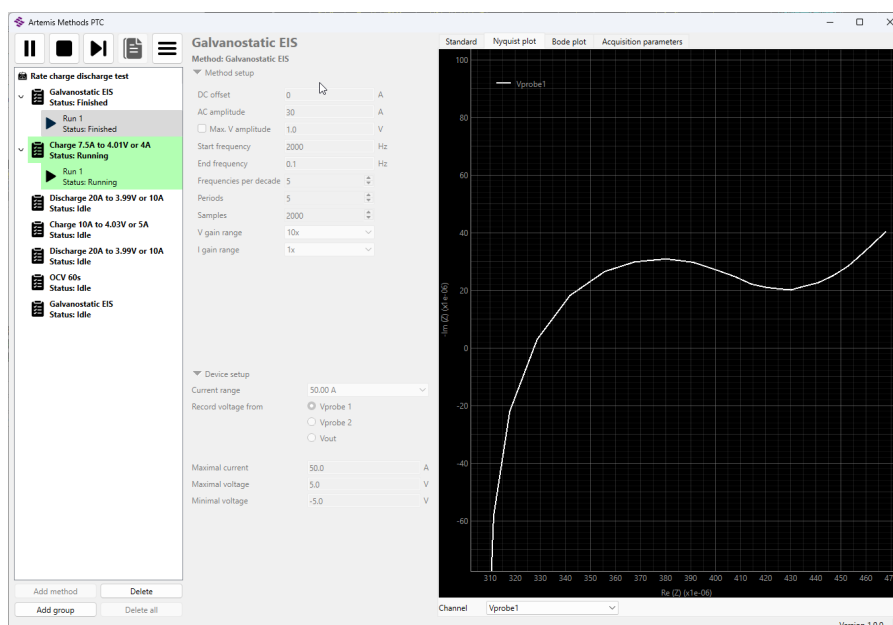 Artemis Methods PTC
Rate charge discharge test
Galvanostatic EIS
Status: Finished
Run 1
Status: Finished
Charge 7.5A to 4.01V or 4A
Status: Running
Run 1
Status: Running
Discharge 20A to 3.99V or 10A
Status: Idle
Charge 10A to 4.03V or 5A
Status: Idle
Discharge 20A to 3.99V or 10A
Status: Idle
OCV 60s
Status: Idle
Galvanostatic EIS
Status: Idle
Add method Delete
Add group Delete all
Galvanostatic EIS
Method: Galvanostatic EIS
Method setup
DC offset 0 A
AC amplitude 30 A
Max. V amplitude 1.0 V
Start frequency 2000 Hz
End frequency 0.1 Hz
Frequencies per decade 5
Periods 5
Samples 2000
V gain range 10x
I gain range 1x
Device setup
Current range 50.00 A
Record voltage from Vprobe 1
Vprobe 2
Vout
Maximal current 50.0 A
Maximal voltage 5.0 V
Minimal voltage -5.0 V
Standard Nyquist plot Bode plot Acquisition parameters
Vprobe1
100
80
60
40
20
0
-20
-40
-60
-Im (Z) (x1e-06)
310 320 330 340 350 360 370 380 390 400 410 420 430 440 450 460 47
Re (Z) (x1e-06)
Channel Vprobe1
Version 1.0.0